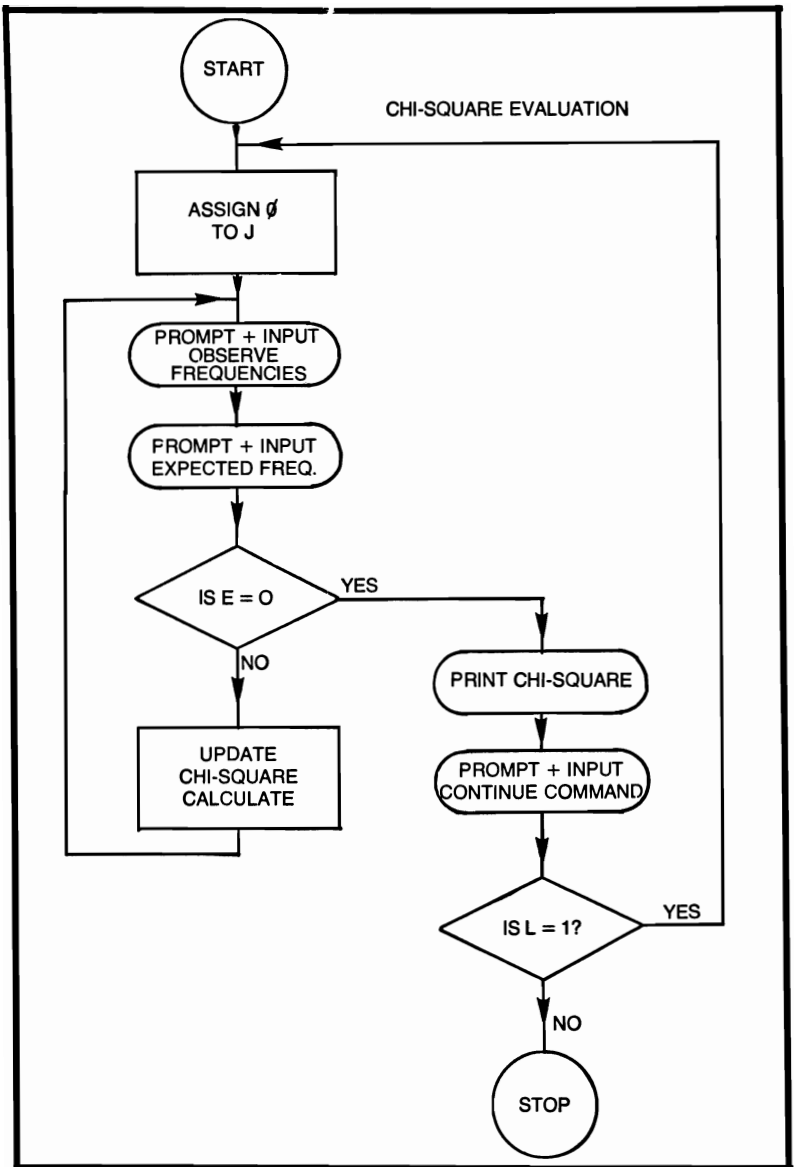 START
CHI-SQUARE EVALUATION
ASSIGN Ø
TO J
PROMPT + INPUT
OBSERVE
FREQUENCIES
PROMPT + INPUT
EXPECTED FREQ.
IS E = O
YES
NO
PRINT CHI-SQUARE
UPDATE
CHI-SQUARE
CALCULATE
PROMPT + INPUT
CONTINUE COMMAND
IS L = 1?
YES
NO
STOP